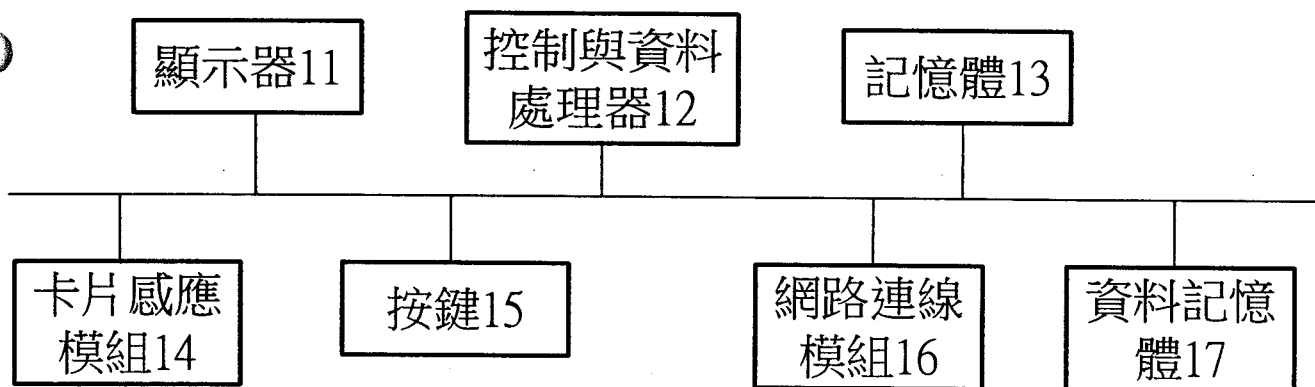 顯示器11
控制與資料
處理器12
記憶體13
卡片感應
模組14
按鍵15
網路連線
模組16
資料記憶
體17